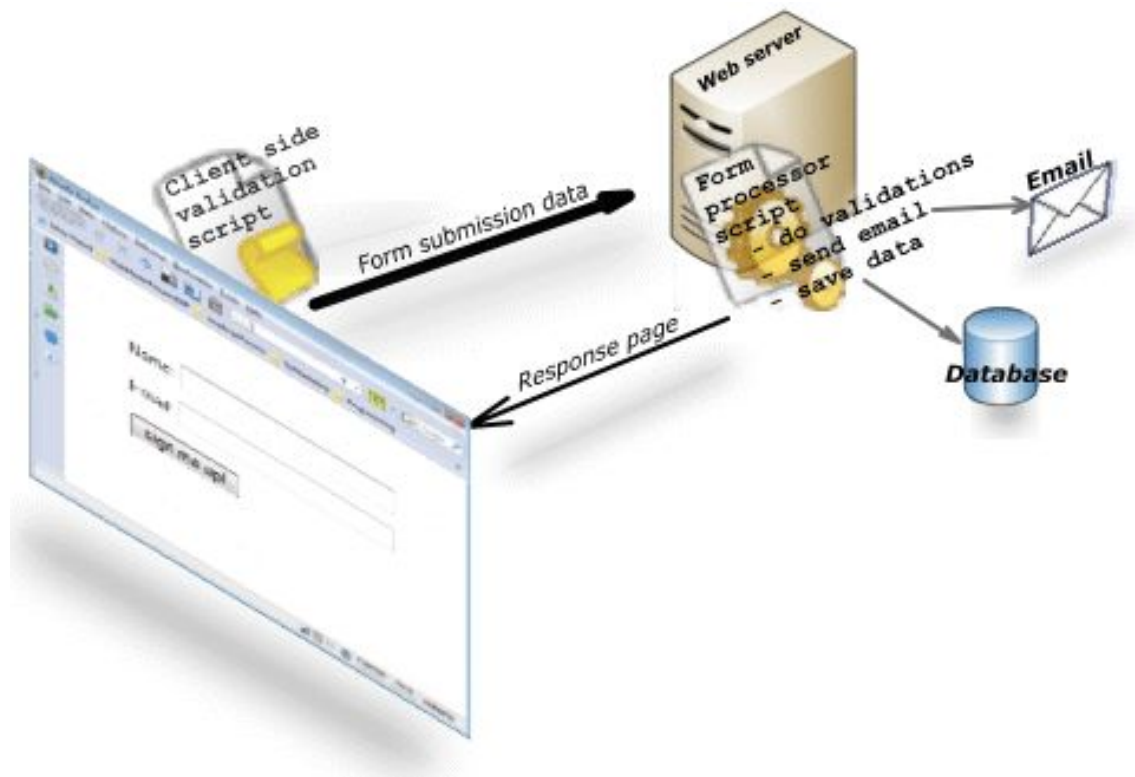 Web server
Client side
validation
script
Form submission data
Form
processor
script
- do validations
- send email
- save data
Email
Database
Response page
Name:
E-mail:
sign me up!